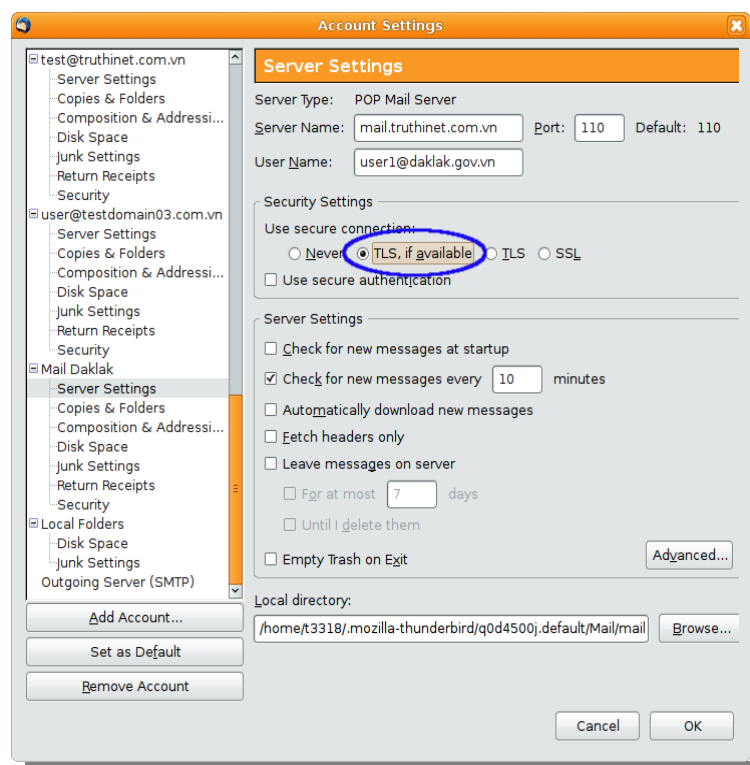 Account Settings
test@truthinet.com.vn
Server Settings
Copies & Folders
Composition & Addressi...
Disk Space
Junk Settings
Return Receipts
Security
user@testdomain03.com.vn
Server Settings
Copies & Folders
Composition & Addressi...
Disk Space
Junk Settings
Return Receipts
Security
Mail Daklak
Server Settings
Copies & Folders
Composition & Addressi...
Disk Space
Junk Settings
Return Receipts
Security
Local Folders
Disk Space
Junk Settings
Outgoing Server (SMTP)
Add Account...
Set as Default
Remove Account
Server Settings
Server Type: POP Mail Server
Server Name: mail.truthinet.com.vn Port: 110 Default: 110
User Name: user1@daklak.gov.vn
Security Settings
Use secure connection:
Never TLS, if available TLS SSL
Use secure authentication
Server Settings
Check for new messages at startup
Check for new messages every 10 minutes
Automatically download new messages
Fetch headers only
Leave messages on server
For at most 7 days
Until I delete them
Empty Trash on Exit
Advanced...
Local directory:
/home/t3318/.mozilla-thunderbird/q0d4500j.default/Mail/mail Browse...
Cancel OK